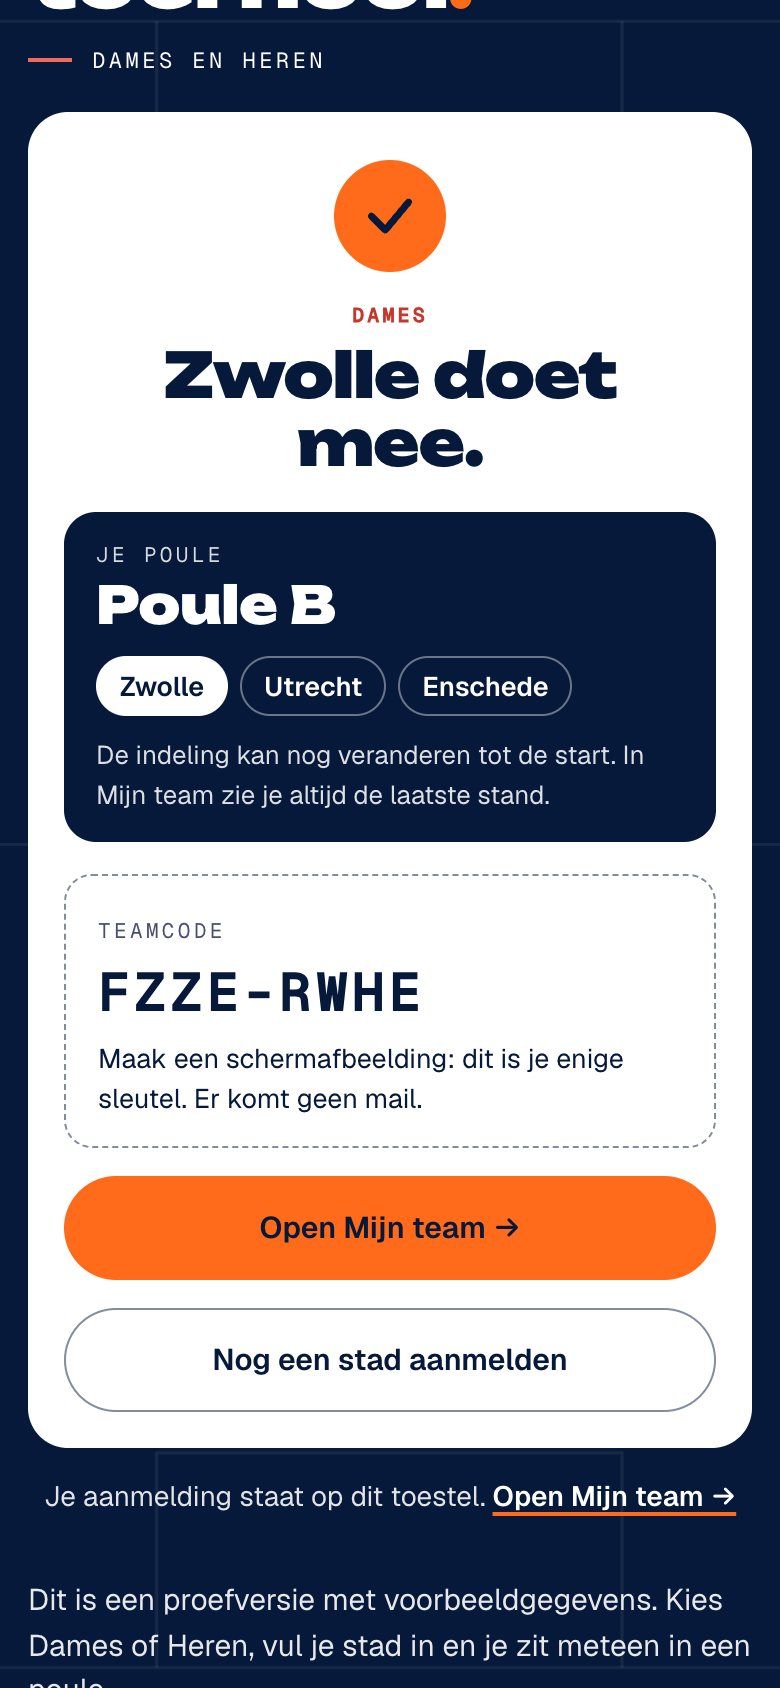 DAMES EN HEREN
DAMES
Zwolle doet
mee.
JE POULE
Poule B
Zwolle
Utrecht
Enschede
De indeling kan nog veranderen tot de start. In
Mijn team zie je altijd de laatste stand.
TEAMCODE
FZZE-RWHE
Maak een schermafbeelding: dit is je enige
sleutel. Er komt geen mail.
Open Mijn team →
Nog een stad aanmelden
Je aanmelding staat op dit toestel. Open Mijn team →
Dit is een proefversie met voorbeeldgegevens. Kies
Dames of Heren, vul je stad in en je zit meteen in een